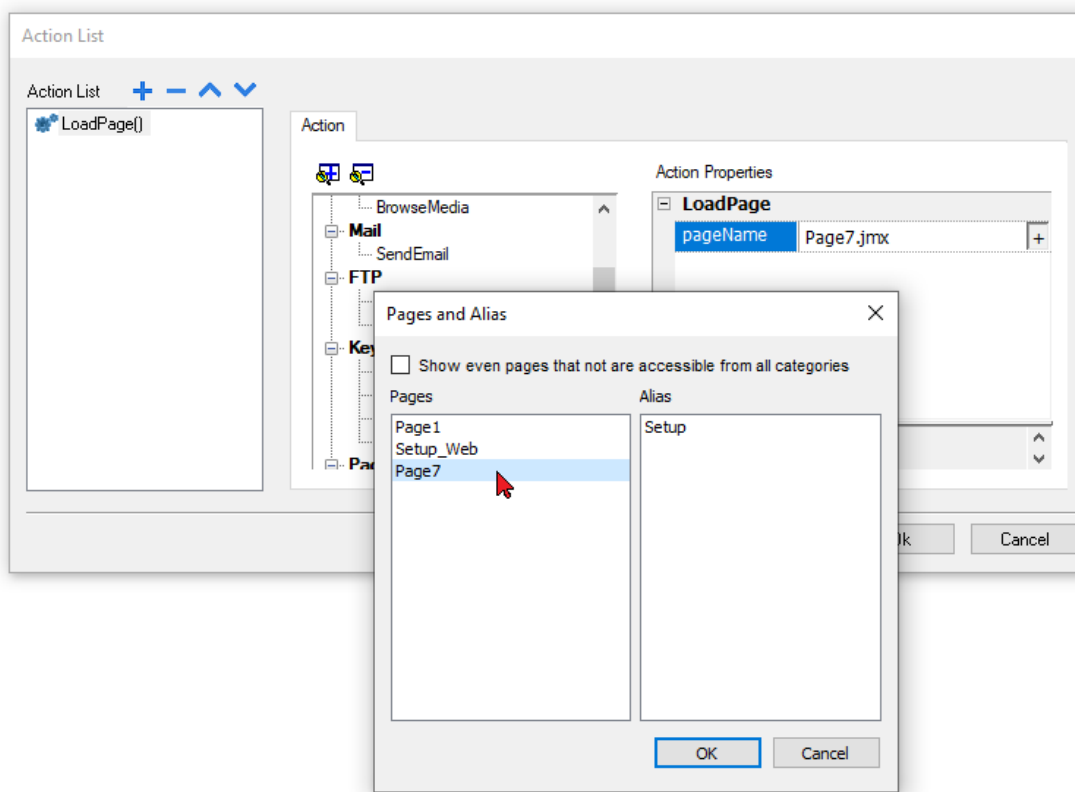 Action List
Action List
LoadPage()
Action
BrowseMedia
Mail
SendEmail
FTP
Key
Pag
Action Properties
LoadPage
pageName Page7.jmx
Pages and Alias
Show even pages that not are accessible from all categories
Pages Alias
Page1 Setup
Setup_Web
Page7
OK Cancel
Cancel